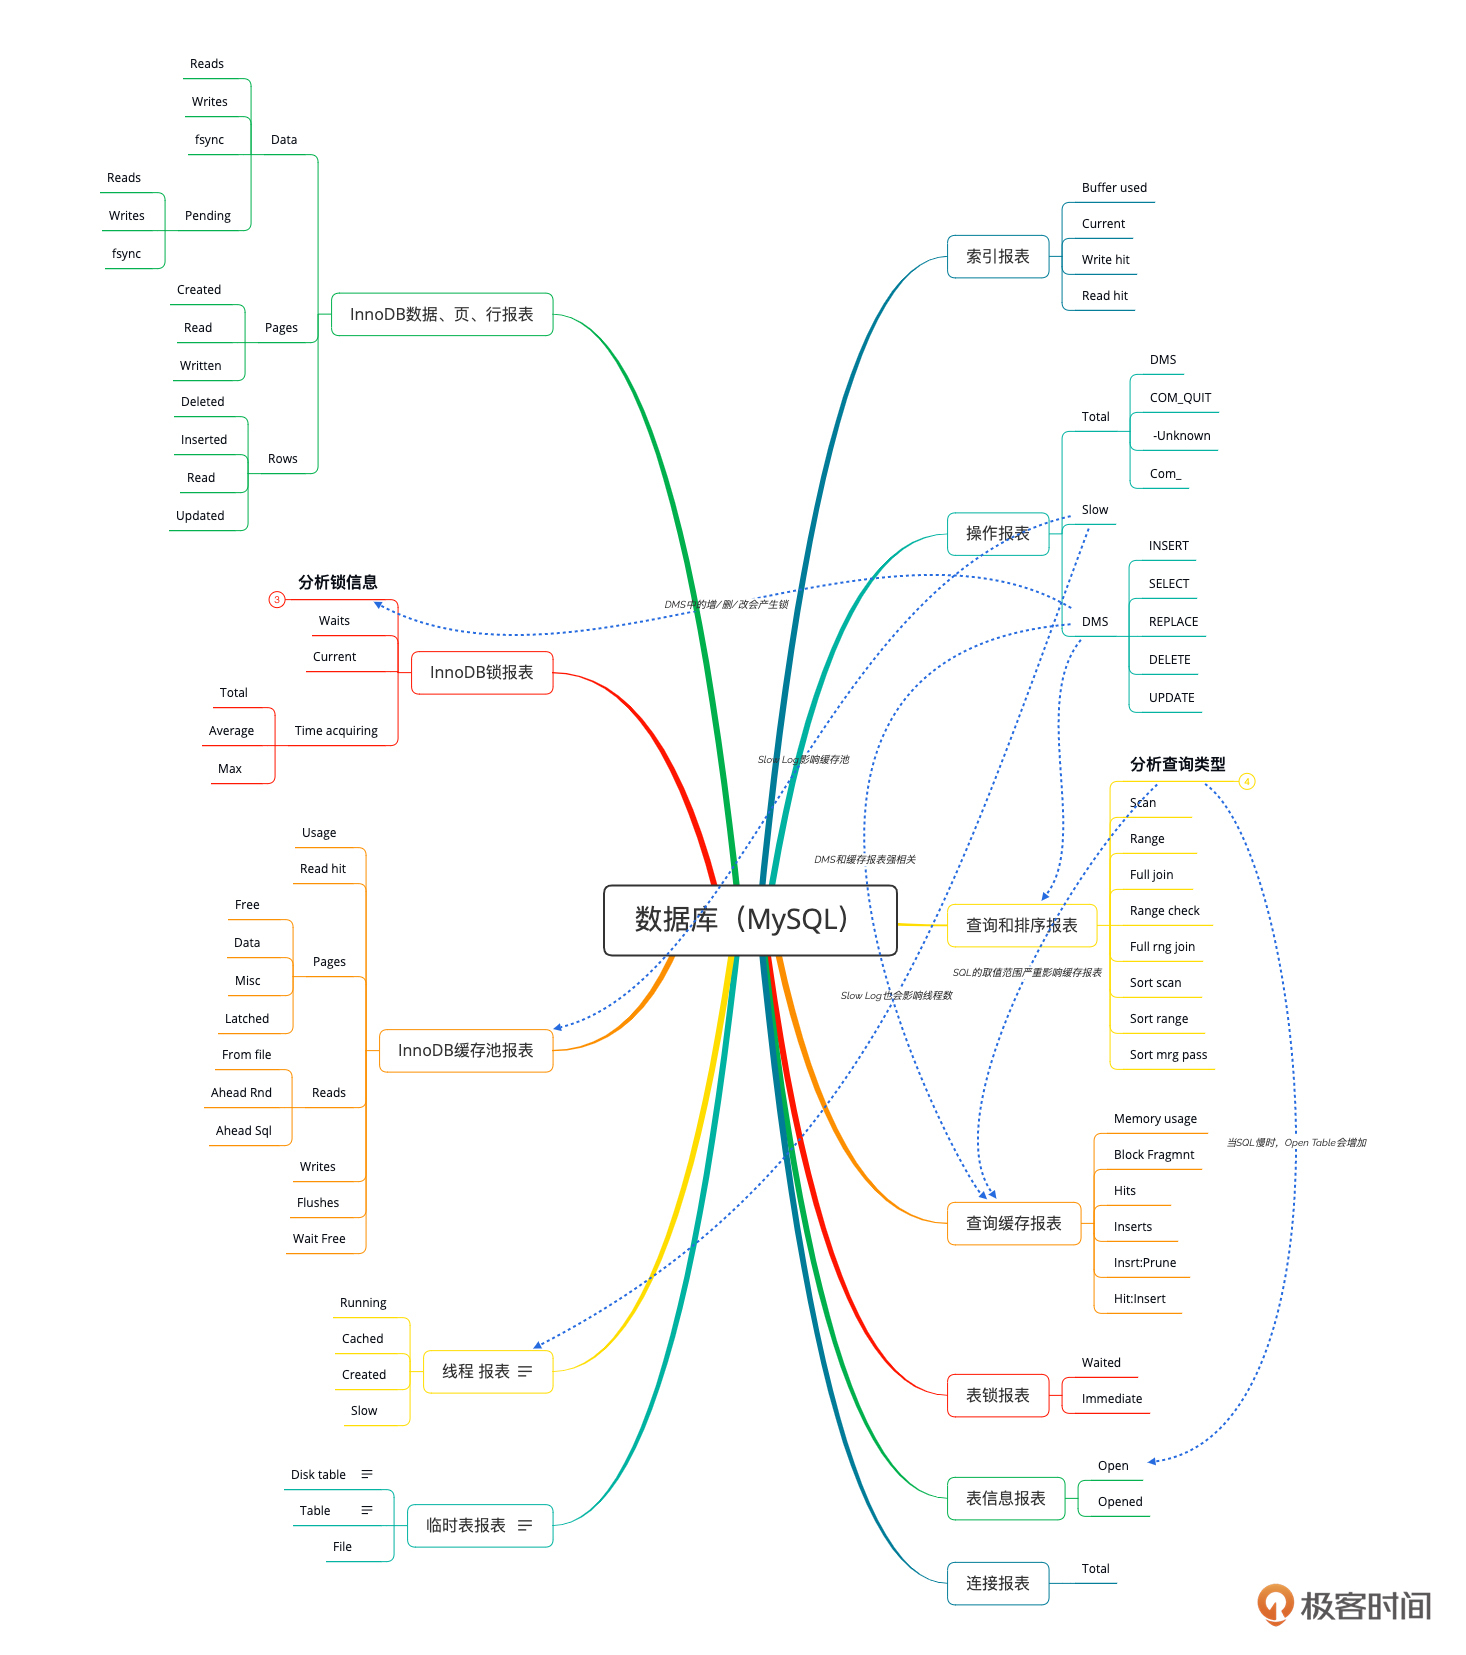 数据库（MySQL）
索引报表
Buffer used
Current
Write hit
Read hit
操作报表
Total
DMS
COM_QUIT
-Unknown
Com_
Slow
DMS
INSERT
SELECT
REPLACE
DELETE
UPDATE
查询和排序报表
分析查询类型
4
Scan
Range
Full join
Range check
Full rng join
Sort scan
Sort range
Sort mrg pass
查询缓存报表
Memory usage
Block Fragmnt
Hits
Inserts
Insrt:Prune
Hit:Insert
表锁报表
Waited
Immediate
表信息报表
Open
Opened
连接报表
Total
InnoDB数据、页、行报表
Data
Reads
Writes
fsync
Pending
Reads
Writes
fsync
Pages
Created
Read
Written
Rows
Deleted
Inserted
Read
Updated
InnoDB锁报表
分析锁信息
3
Waits
Current
Time acquiring
Total
Average
Max
InnoDB缓存池报表
Usage
Read hit
Pages
Free
Data
Misc
Latched
Reads
From file
Ahead Rnd
Ahead Sql
Writes
Flushes
Wait Free
线程 报表
Running
Cached
Created
Slow
临时表报表
Disk table
Table
File
DMS中的增/删/改会产生锁
Slow Log影响缓存池
DMS和缓存报表强相关
SQL的取值范围严重影响缓存报表
Slow Log也会影响线程数
当SQL慢时，Open Table会增加
极客时间